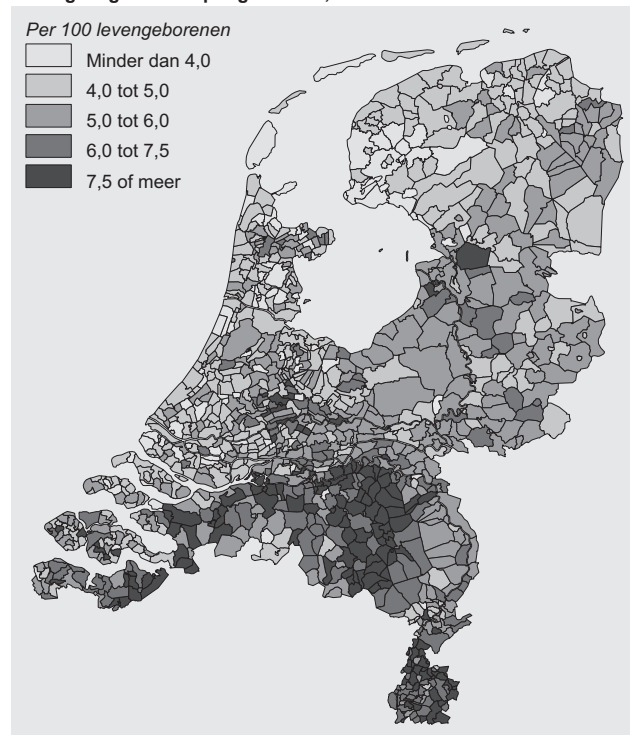 Per 100 levengeborenen
Minder dan 4,0
4,0 tot 5,0
5,0 tot 6,0
6,0 tot 7,5
7,5 of meer